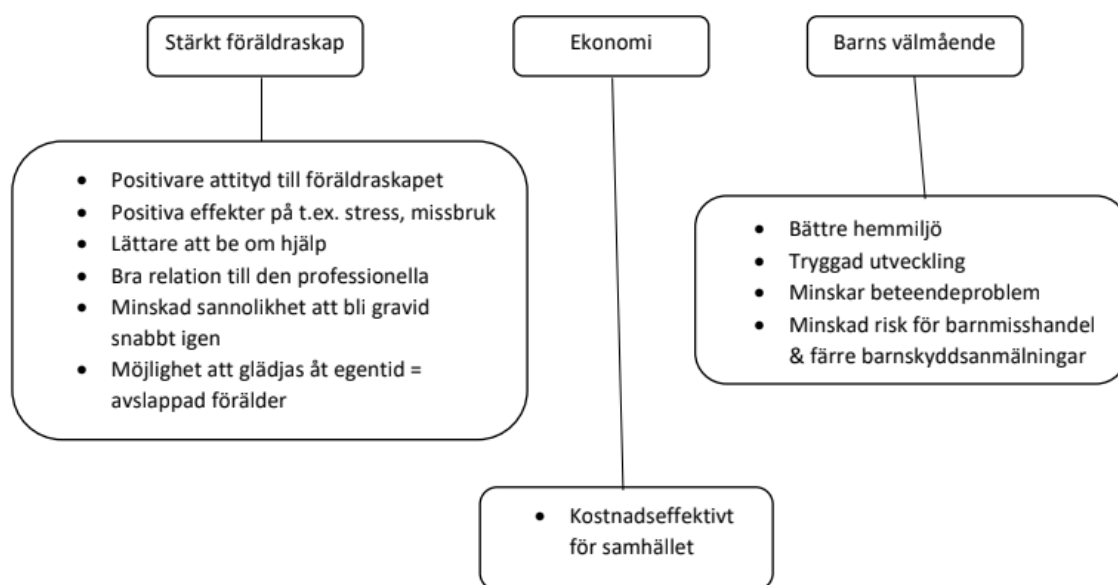 Stärkt föräldraskap
Ekonomi
Barns välmående
• Positivare attityd till föräldraskapet
• Positiva effekter på t.ex. stress, missbruk
• Lättare att be om hjälp
• Bra relation till den professionella
• Minskad sannolikhet att bli gravid
snabbt igen
• Möjlighet att glädjas åt egentid =
avslappad förälder
• Bättre hemmiljö
• Tryggad utveckling
• Minskar beteendeproblem
• Minskad risk för barnmisshandel
& färre barnskyddsanmälningar
• Kostnadseffektivt
för samhället